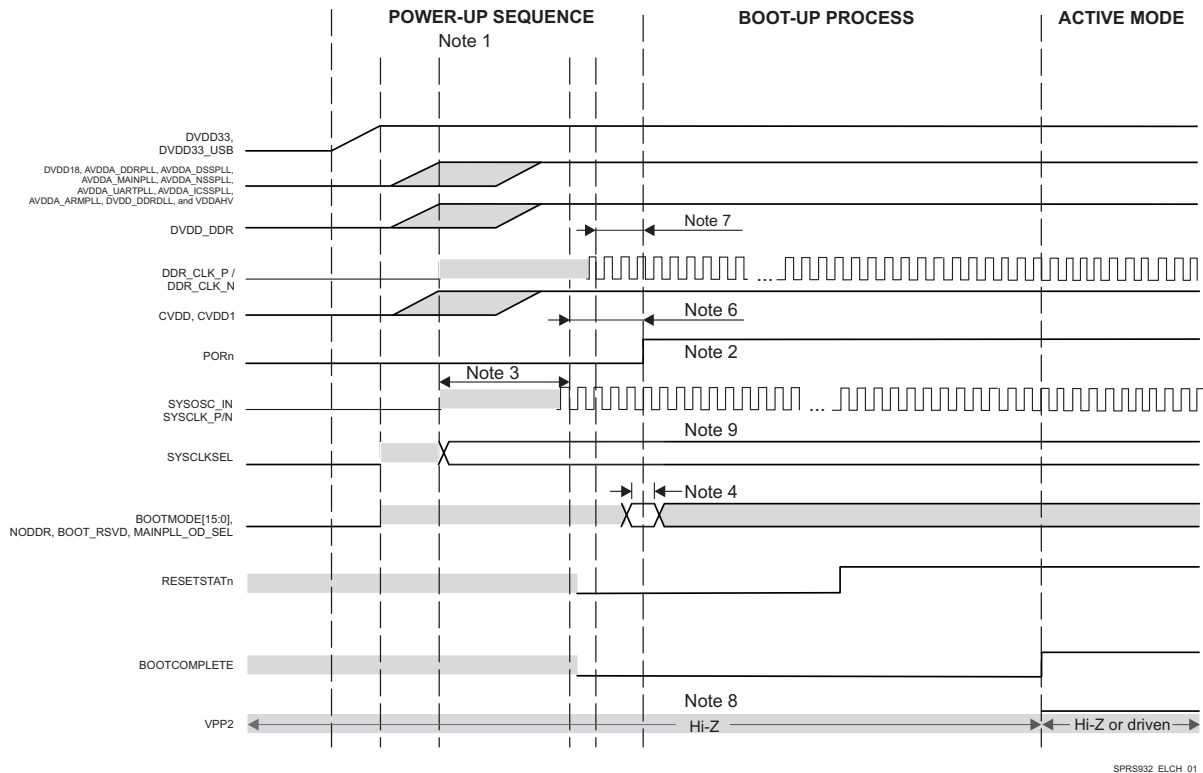 POWER-UP SEQUENCE
BOOT-UP PROCESS
ACTIVE MODE
Note 1
DVDD33,
DVDD33_USB
DVDD18, AVDDA_DDRPLL, AVDDA_DSSPLL,
AVDDA_MAINPLL, AVDDA_NSSPLL,
AVDDA_UARTPLL, AVDDA_ICSSPLL,
AVDDA_ARMPLL, DVDD_DDRDLL, and VDDAHV
DVDD_DDR
Note 7
DDR_CLK_P /
DDR_CLK_N
...
CVDD, CVDD1
Note 6
PORn
Note 2
Note 3
SYSOSC_IN
SYSCLK_P/N
...
Note 9
SYSCLKSEL
Note 4
BOOTMODE[15:0],
NODDR, BOOT_RSVD, MAINPLL_OD_SEL
RESETSTATn
BOOTCOMPLETE
Note 8
VPP2
Hi-Z
Hi-Z or driven
SPRS932_ELCH_01